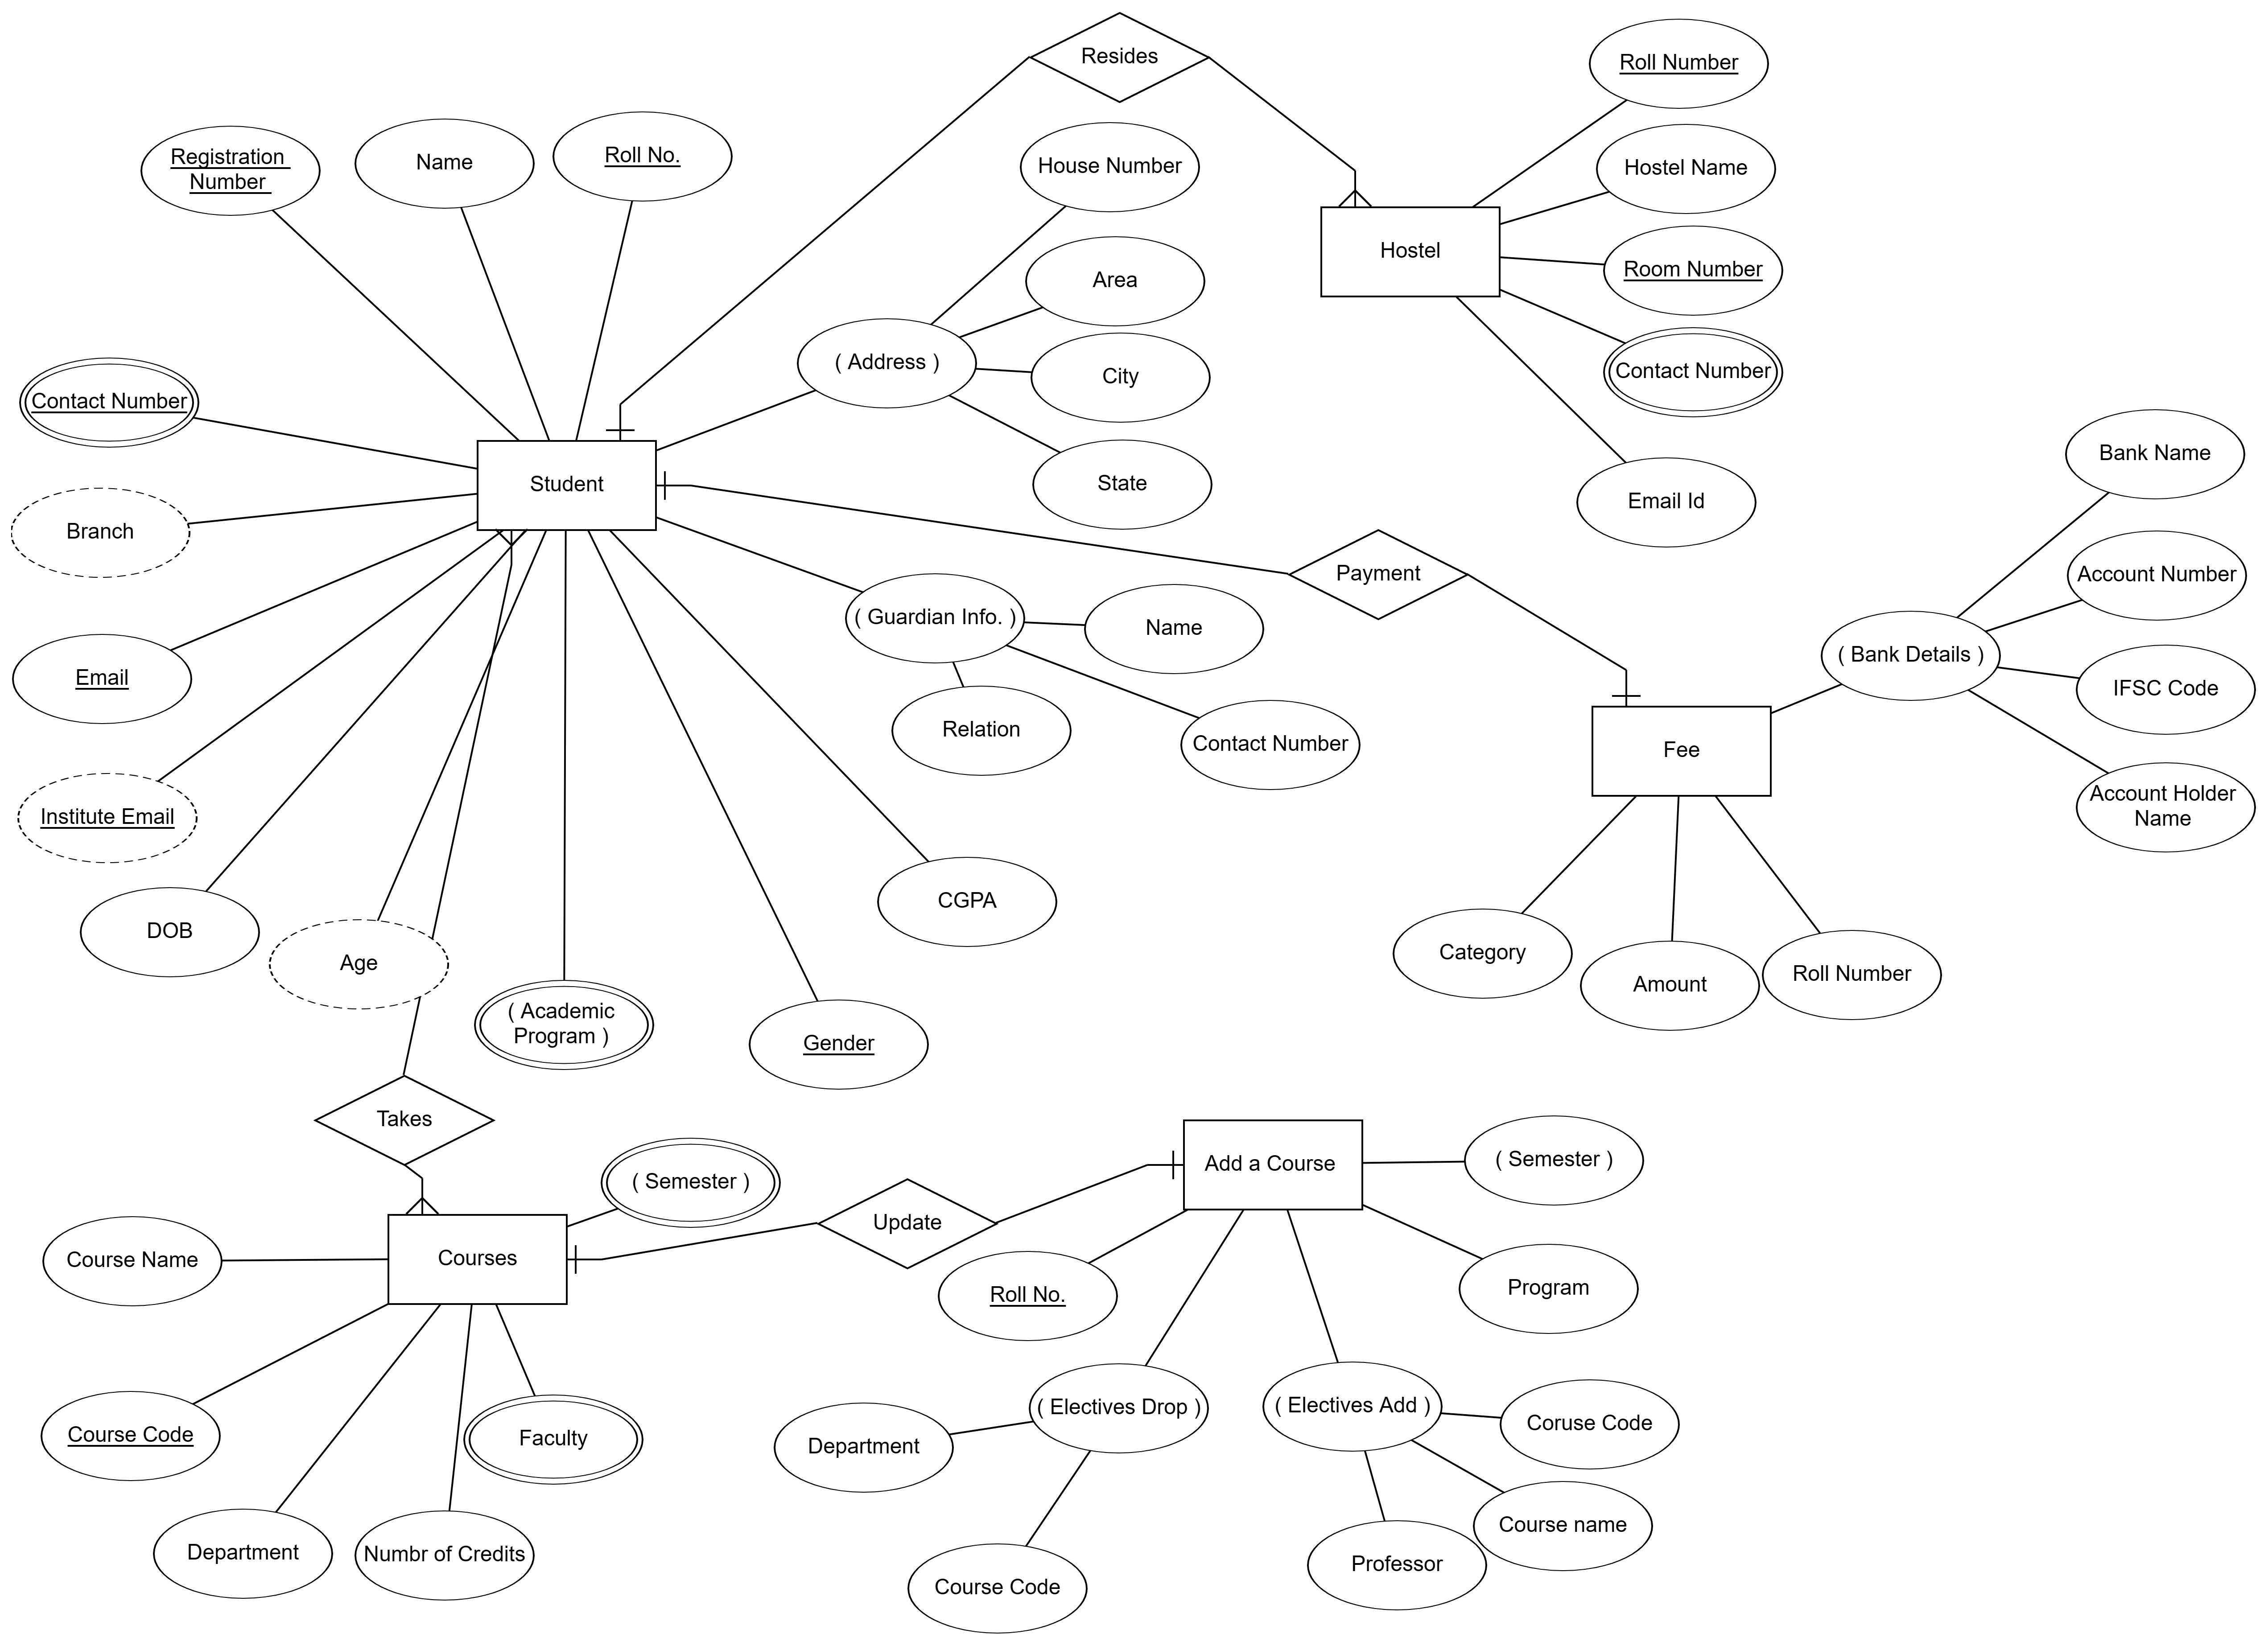 Resides
Roll Number
Registration
Number
Name
Roll No.
House Number
Hostel Name
Area
Hostel
Room Number
( Address )
City
Contact Number
Contact Number
State
Student
Email Id
Bank Name
Branch
Payment
Account Number
( Guardian Info. )
Name
( Bank Details )
Email
Relation
Contact Number
IFSC Code
Fee
Institute Email
Account Holder
Name
DOB
Age
CGPA
Category
Amount
Roll Number
( Academic
Program )
Gender
Takes
( Semester )
Update
Add a Course
( Semester )
Course Name
Courses
Roll No.
Program
Course Code
Faculty
Department
( Electives Drop )
( Electives Add )
Coruse Code
Department
Numbr of Credits
Course Code
Professor
Course name